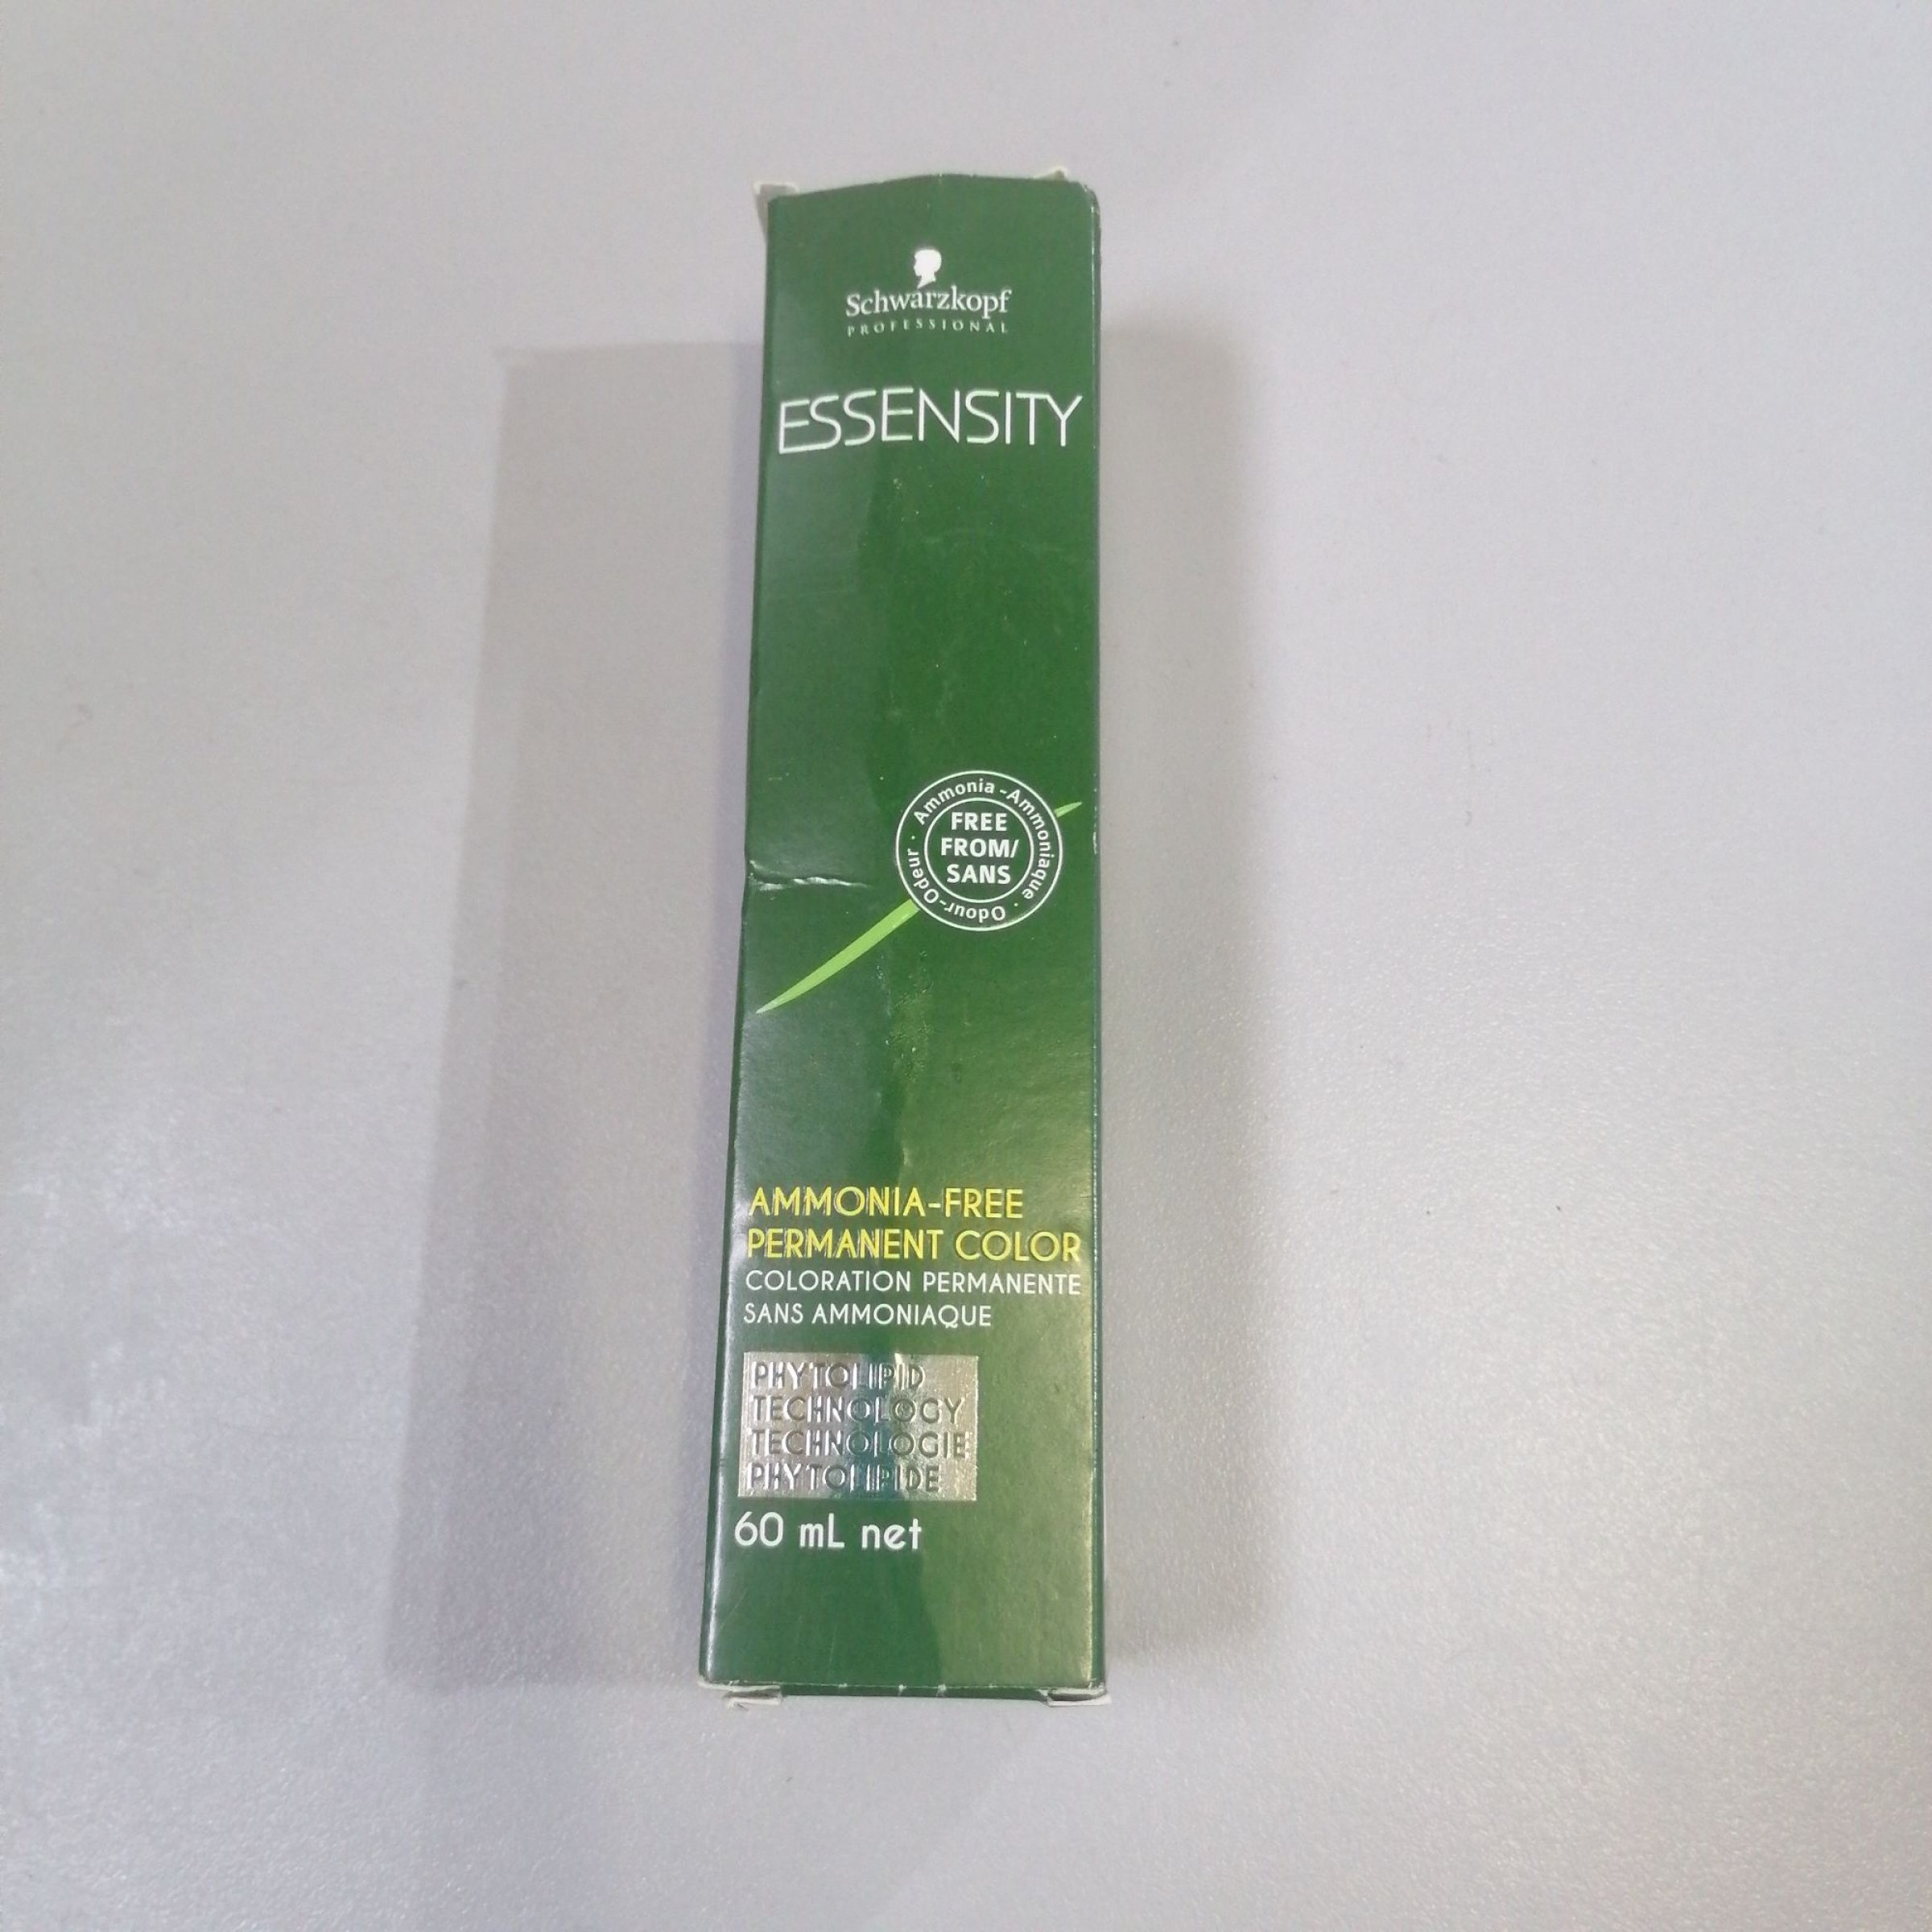 Schwarzkopf
PROFESSIONAL
ESSENSITY
Ammonia-Ammoniaque · Odour-Odeur ·
FREE
FROM/
SANS
AMMONIA-FREE
PERMANENT COLOR
COLORATION PERMANENTE
SANS AMMONIAQUE
PHYTOLIPID
TECHNOLOGY
TECHNOLOGIE
PHYTOLIPIDE
60 mL net